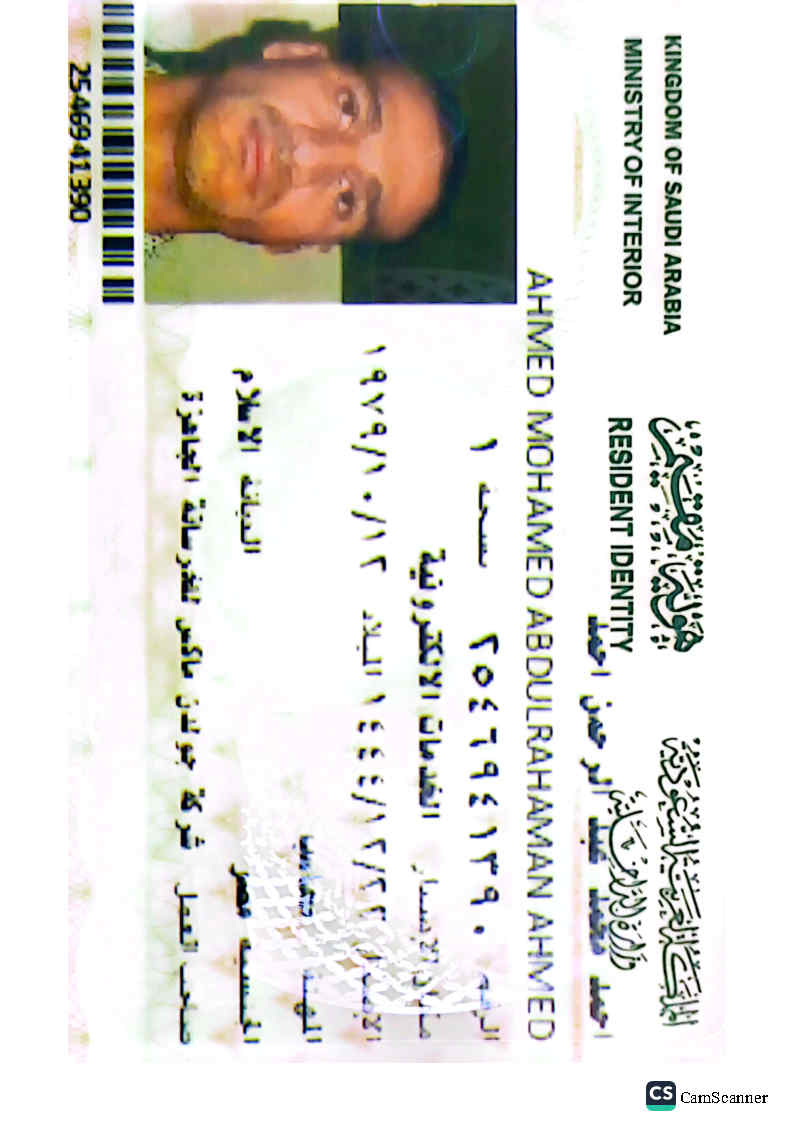 CamScanner
CS
KINGDOM OF SAUDI ARABIA
MINISTRY OF INTERIOR
هوية مقيم
RESIDENT IDENTITY
المملكة العربية السعودية
وزارة الداخلية
احمد محمد عبد الرحمن احمد
AHMED MOHAMED ABDULRAHAMAN AHMED
الرقم ٢٥٤٦٩٤١٣٩٠ نسخة ١
مكان الإصدار الخدمات الالكترونية
الإصدار ١٤٤٤/١٢/٢٢ الميلاد ١٩٧٩/١٠/١٢
المهنة
الجنسية مصر الديانة الاسلام
صاحب العمل شركة جولدن ماكس للخرسانة الجاهزة
2546941390